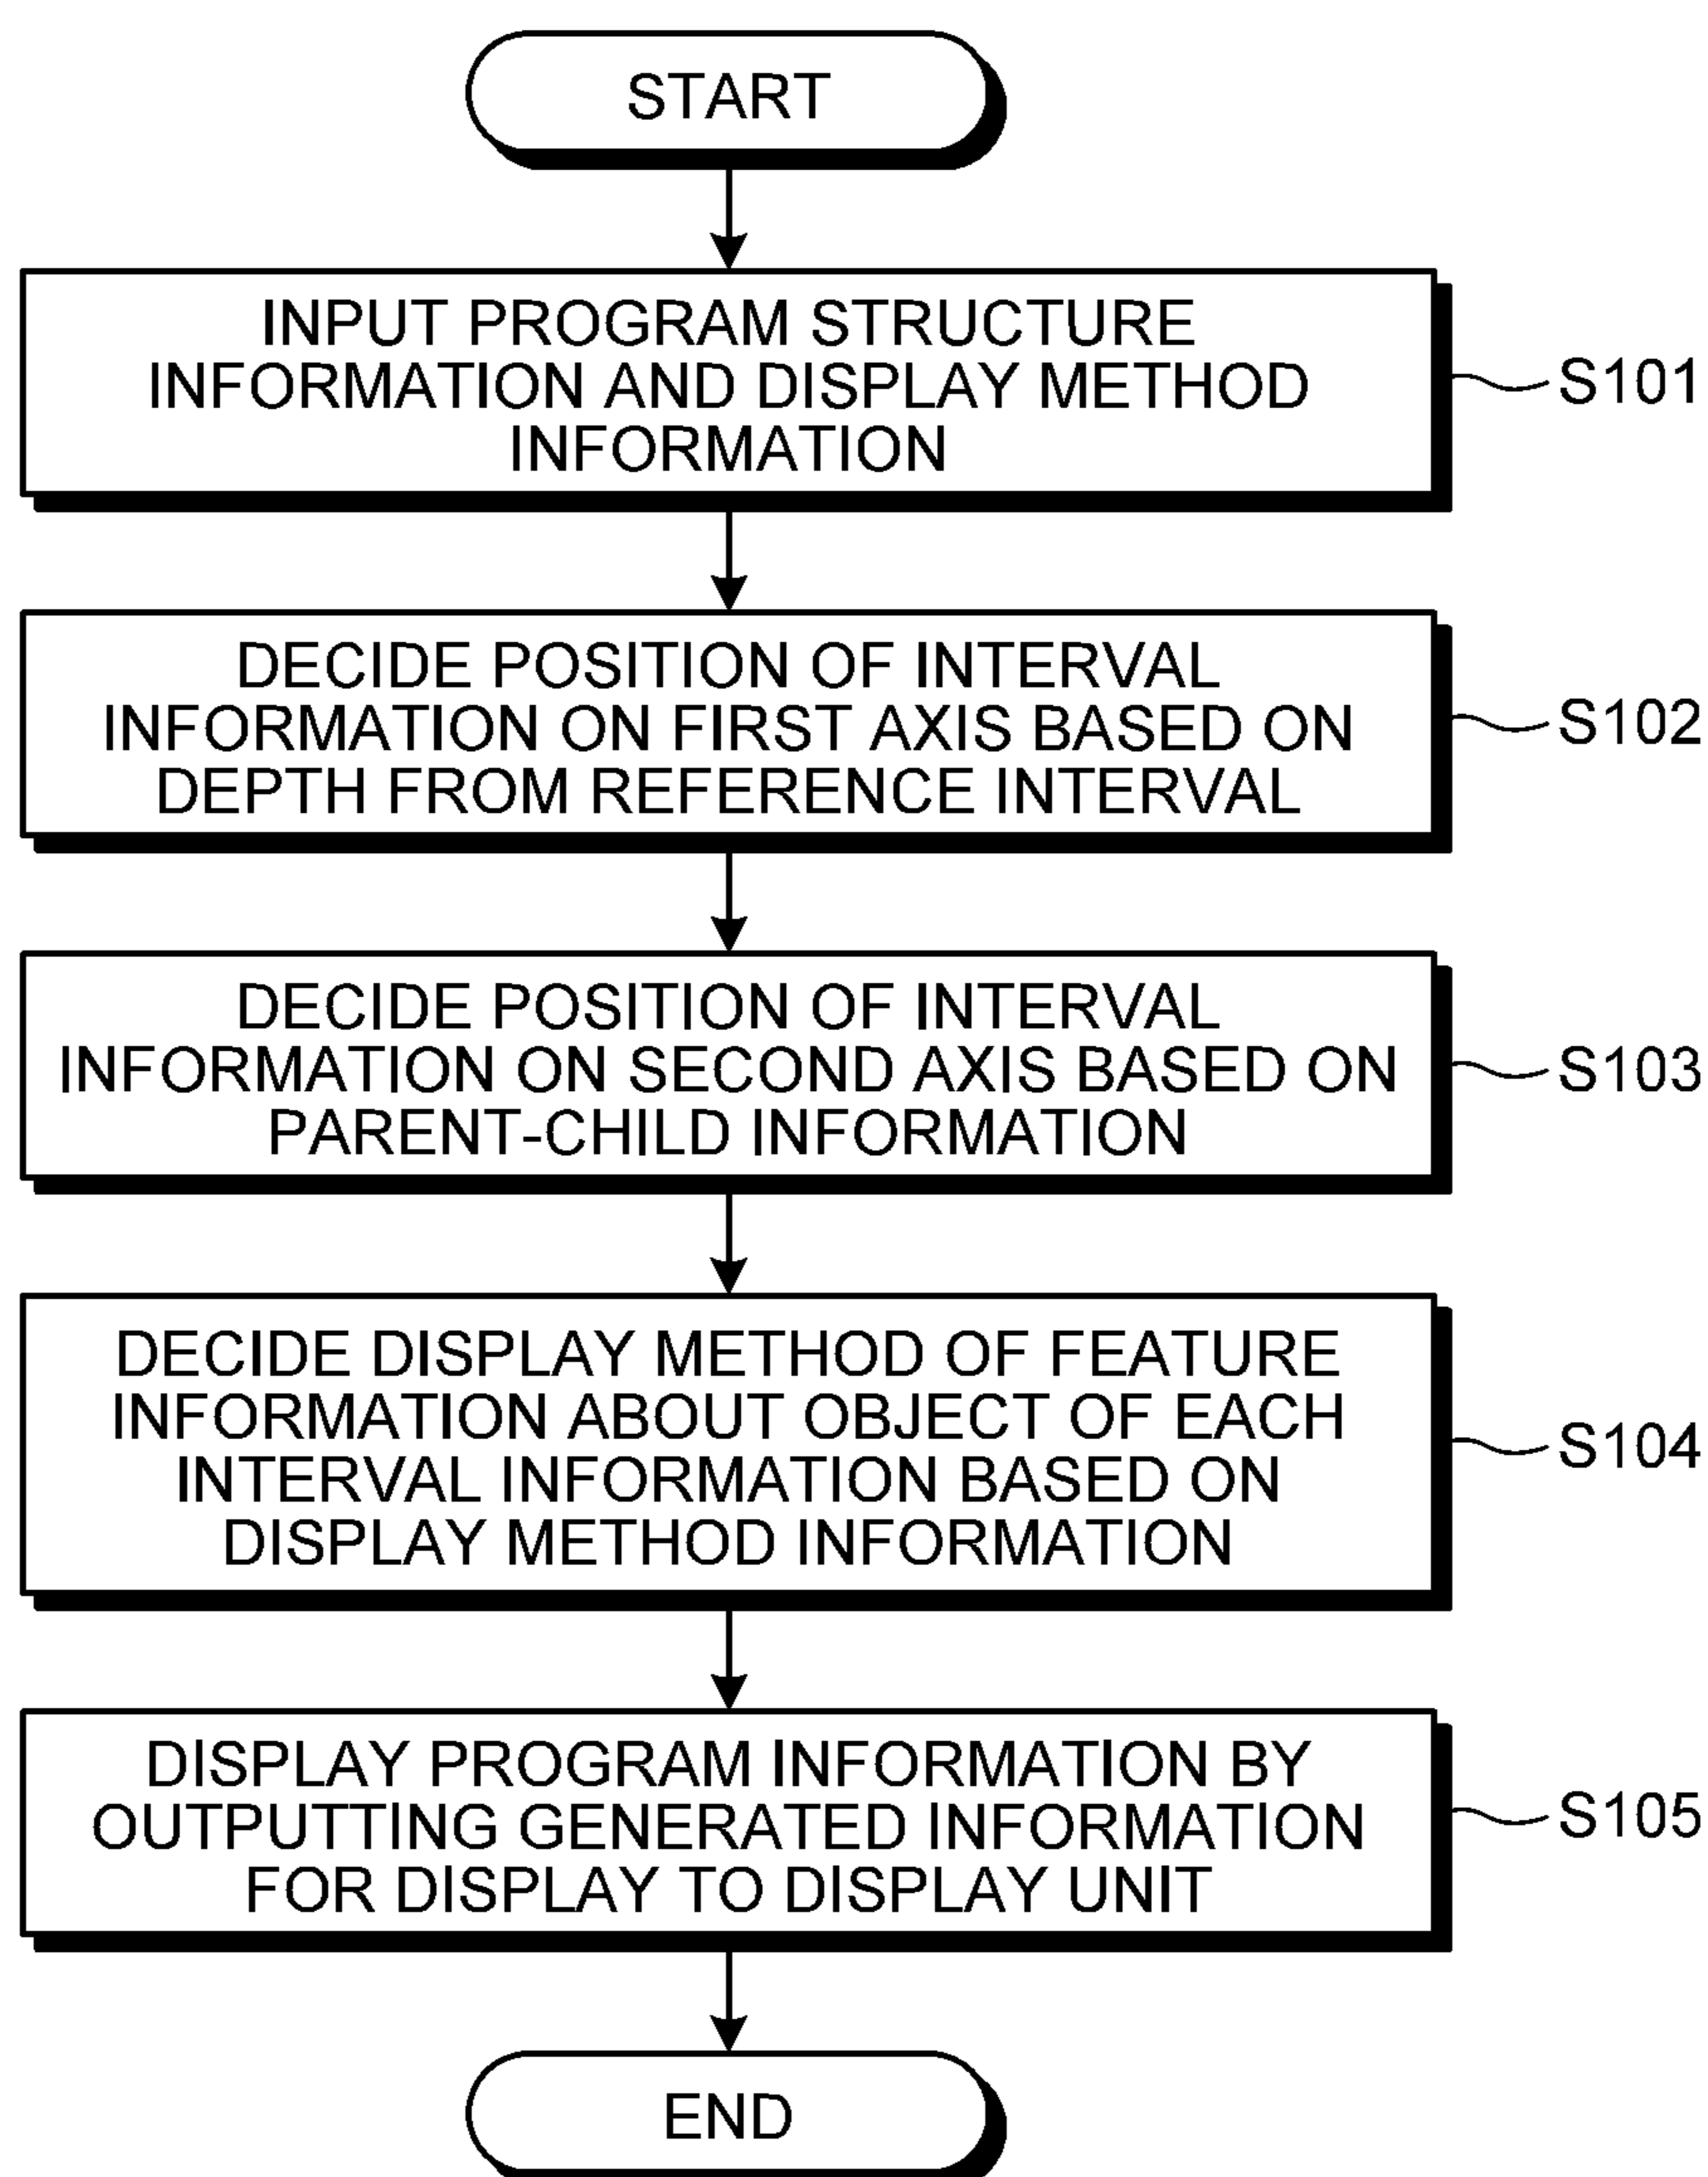 START
INPUT PROGRAM STRUCTURE
INFORMATION AND DISPLAY METHOD
INFORMATION
S101
DECIDE POSITION OF INTERVAL
INFORMATION ON FIRST AXIS BASED ON
DEPTH FROM REFERENCE INTERVAL
S102
DECIDE POSITION OF INTERVAL
INFORMATION ON SECOND AXIS BASED ON
PARENT-CHILD INFORMATION
S103
DECIDE DISPLAY METHOD OF FEATURE
INFORMATION ABOUT OBJECT OF EACH
INTERVAL INFORMATION BASED ON
DISPLAY METHOD INFORMATION
S104
DISPLAY PROGRAM INFORMATION BY
OUTPUTTING GENERATED INFORMATION
FOR DISPLAY TO DISPLAY UNIT
S105
END